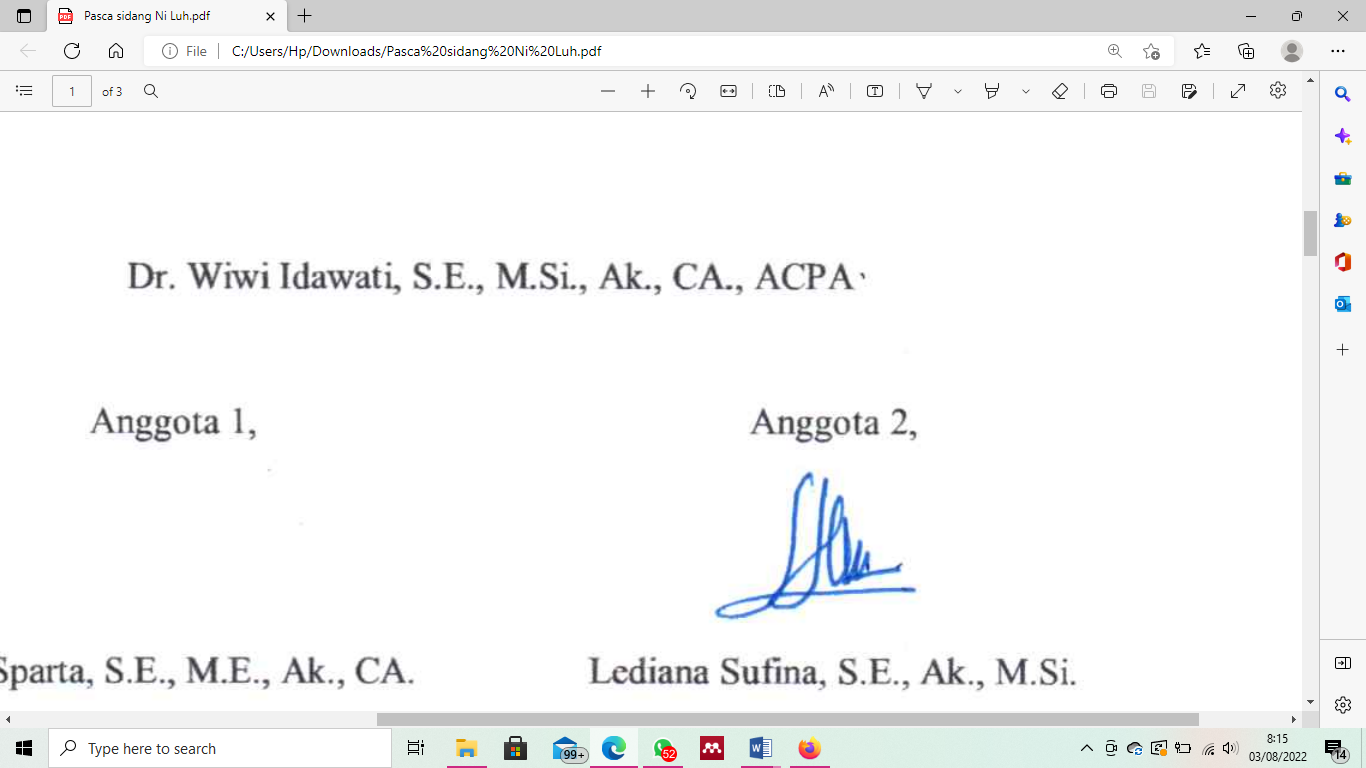 Pasca sidang Ni Luh.pdf
File C:/Users/Hp/Downloads/Pasca%20sidang%20Ni%20Luh.pdf
1 of 3
Dr. Wiwi Idawati, S.E., M.Si., Ak., CA., ACPA
Anggota 1, Anggota 2,
Sparta, S.E., M.E., Ak., CA. Lediana Sufina, S.E., Ak., M.Si.
Type here to search 99+ 52 8:15
03/08/2022 14